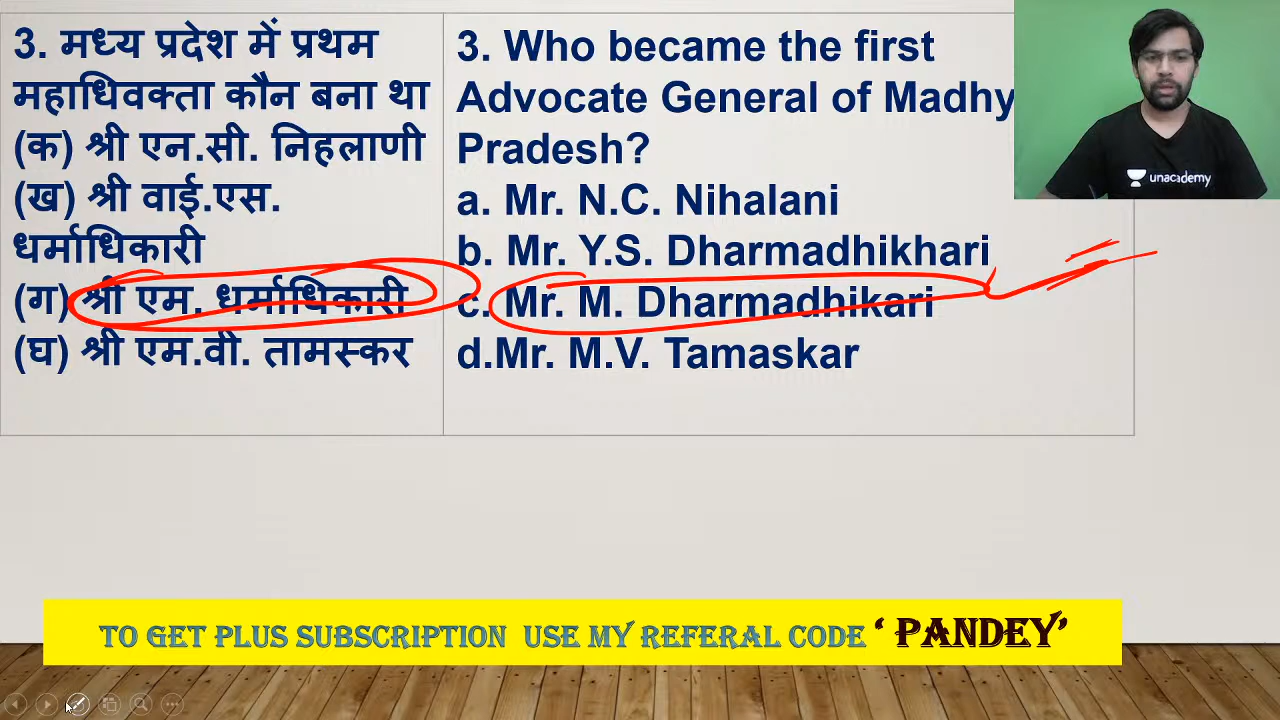 3. मध्य प्रदेश में प्रथम
महाधिवक्ता कौन बना था
(क) श्री एन.सी. निहलाणी
(ख) श्री वाई.एस.
धर्माधिकारी
(ग) श्री एम. धर्माधिकारी
(घ) श्री एम.वी. तामस्कर
3. Who became the first
Advocate General of Madhy
Pradesh?
a. Mr. N.C. Nihalani
b. Mr. Y.S. Dharmadhikhari
c. Mr. M. Dharmadhikari
d.Mr. M.V. Tamaskar
unacademy
TO GET PLUS SUBSCRIPTION USE MY REFERAL CODE ‘ PANDEY’